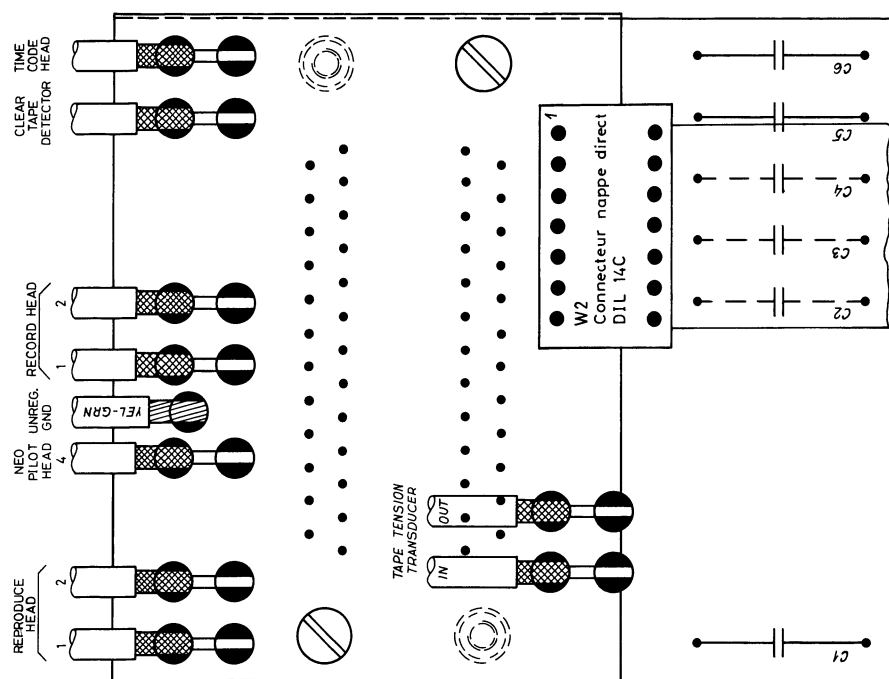 TIME
CODE
HEAD
CLEAR
TAPE
DETECTOR
2
1
RECORD HEAD
UNREG.
GND
YEL-GRN
NEO
PILOT
HEAD
4
2
1
REPRODUCE
HEAD
TAPE TENSION
TRANSDUCER
OUT
IN
1
W2
Connecteur nappe direct
DIL 14C
C6
C5
C4
C3
C2
C1